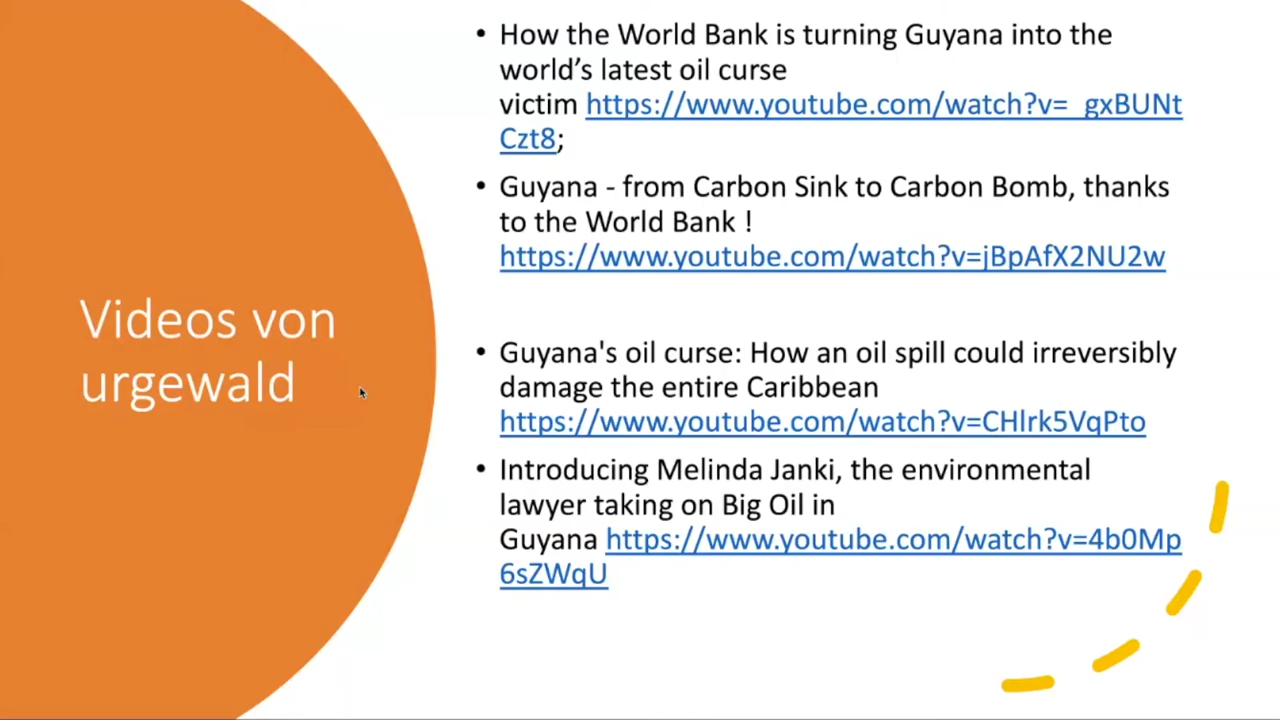 Videos von
urgewald
• How the World Bank is turning Guyana into the
world’s latest oil curse
victim https://www.youtube.com/watch?v=_gxBUNt
Czt8;
• Guyana - from Carbon Sink to Carbon Bomb, thanks
to the World Bank !
https://www.youtube.com/watch?v=jBpAfX2NU2w
• Guyana's oil curse: How an oil spill could irreversibly
damage the entire Caribbean
https://www.youtube.com/watch?v=CHlrk5VqPto
• Introducing Melinda Janki, the environmental
lawyer taking on Big Oil in
Guyana https://www.youtube.com/watch?v=4b0Mp
6sZWqU